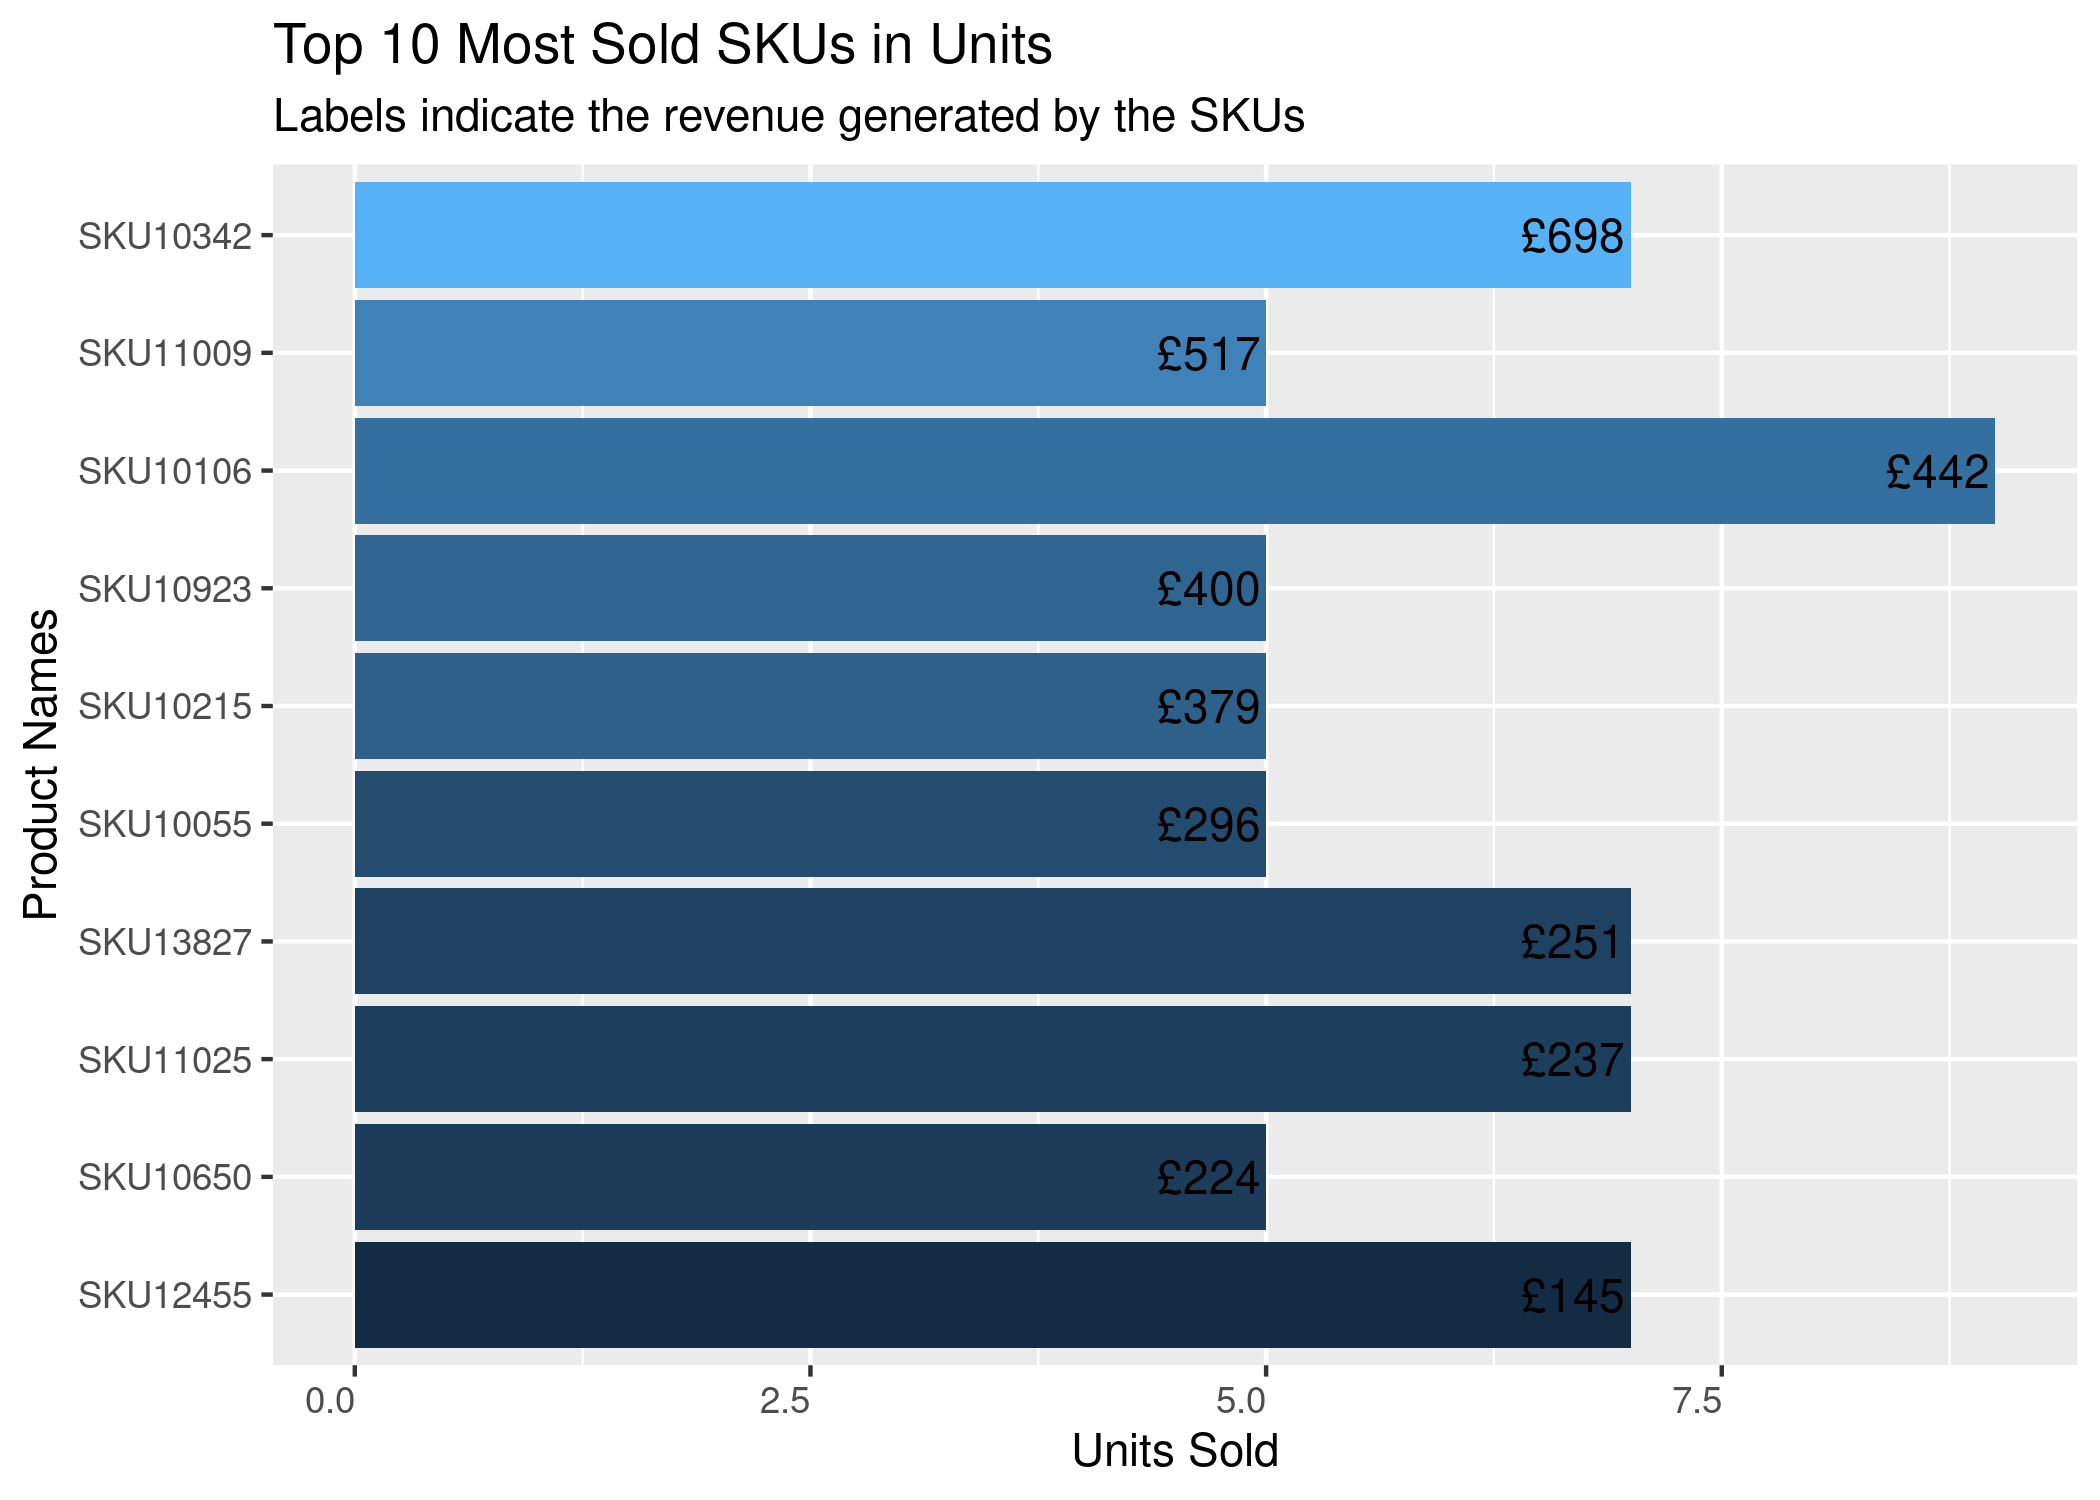 Top 10 Most Sold SKUs in Units
Labels indicate the revenue generated by the SKUs
Product Names
SKU10342 £698
SKU11009 £517
SKU10106 £442
SKU10923 £400
SKU10215 £379
SKU10055 £296
SKU13827 £251
SKU11025 £237
SKU10650 £224
SKU12455 £145
0.0 2.5 5.0 7.5
Units Sold